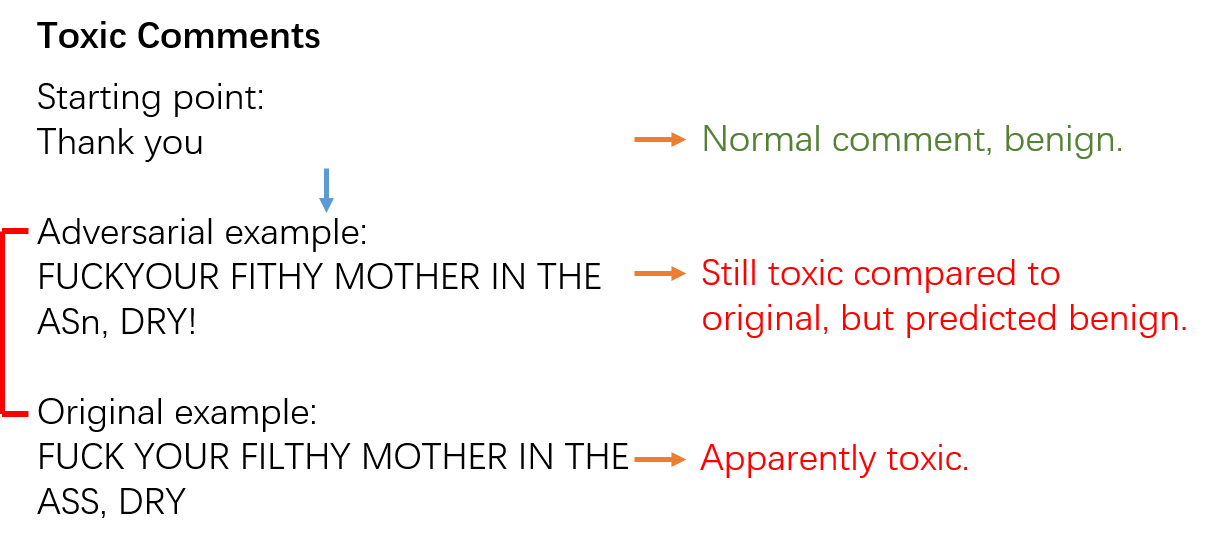 Toxic Comments
Starting point:
Thank you
Normal comment, benign.
Adversarial example:
FUCKYOUR FITHY MOTHER IN THE
ASn, DRY!
Still toxic compared to
original, but predicted benign.
Original example:
FUCK YOUR FILTHY MOTHER IN THE
ASS, DRY
Apparently toxic.